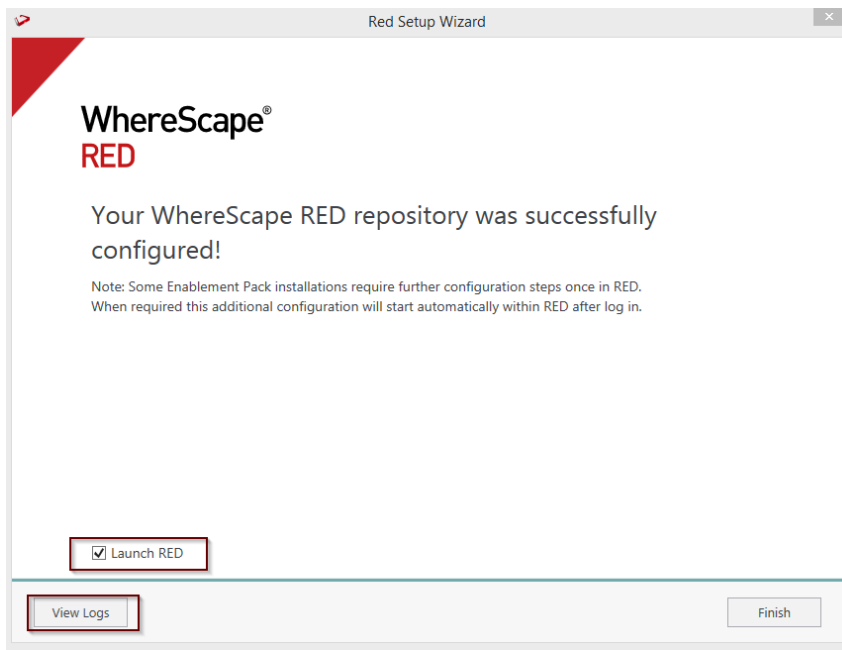 Red Setup Wizard
WhereScape®
RED
Your WhereScape RED repository was successfully
configured!
Note: Some Enablement Pack installations require further configuration steps once in RED.
When required this additional configuration will start automatically within RED after log in.
Launch RED
View Logs
Finish